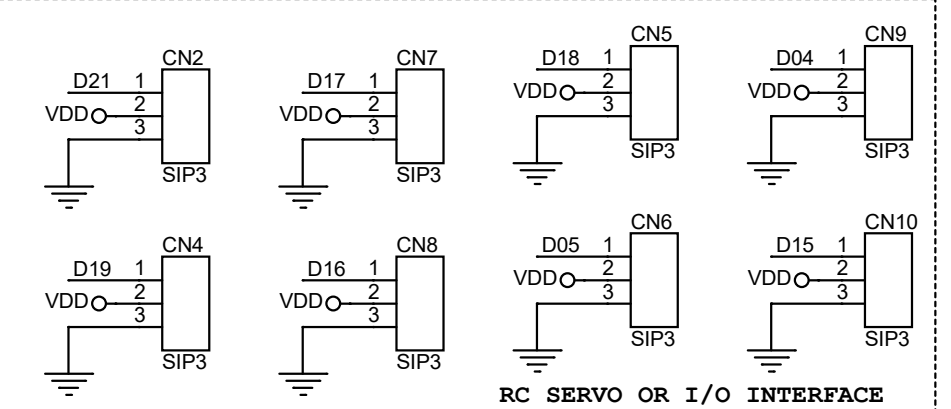 CN2
D21 1
VDD 2
3
SIP3
CN7
D17 1
VDD 2
3
SIP3
CN5
D18 1
VDD 2
3
SIP3
CN9
D04 1
VDD 2
3
SIP3
CN4
D19 1
VDD 2
3
SIP3
CN8
D16 1
VDD 2
3
SIP3
CN6
D05 1
VDD 2
3
SIP3
CN10
D15 1
VDD 2
3
SIP3
RC SERVO OR I/O INTERFACE